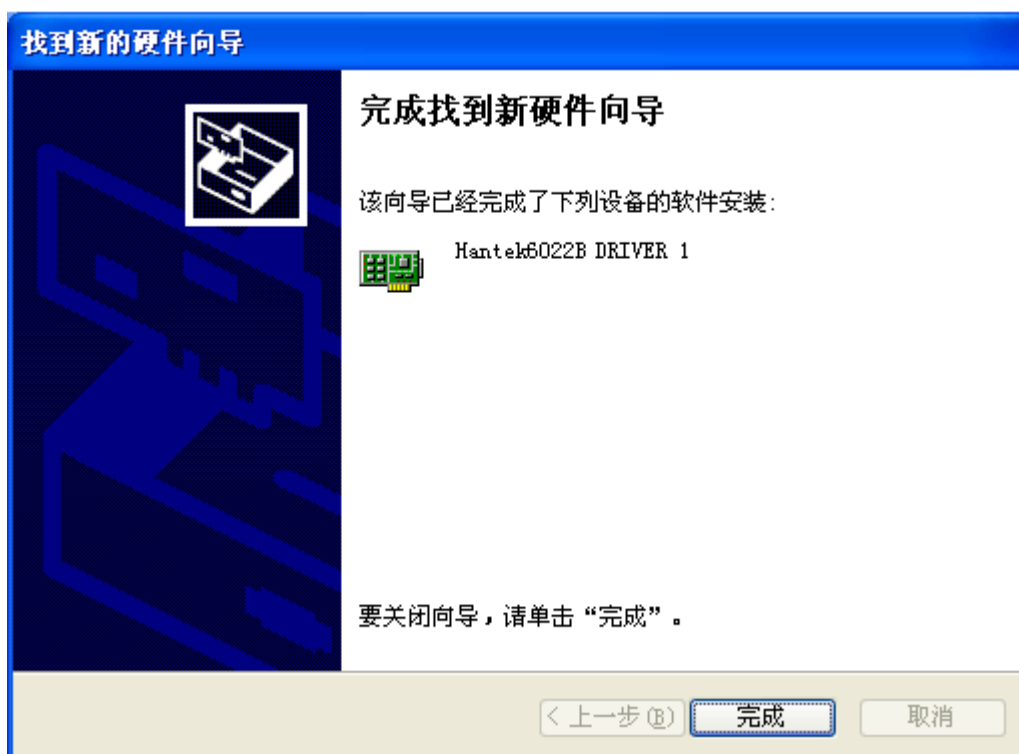 找到新的硬件向导
完成找到新硬件向导
该向导已经完成了下列设备的软件安装:
Hantek6022B DRIVER 1
要关闭向导，请单击“完成”。
< 上一步(B) 完成 取消